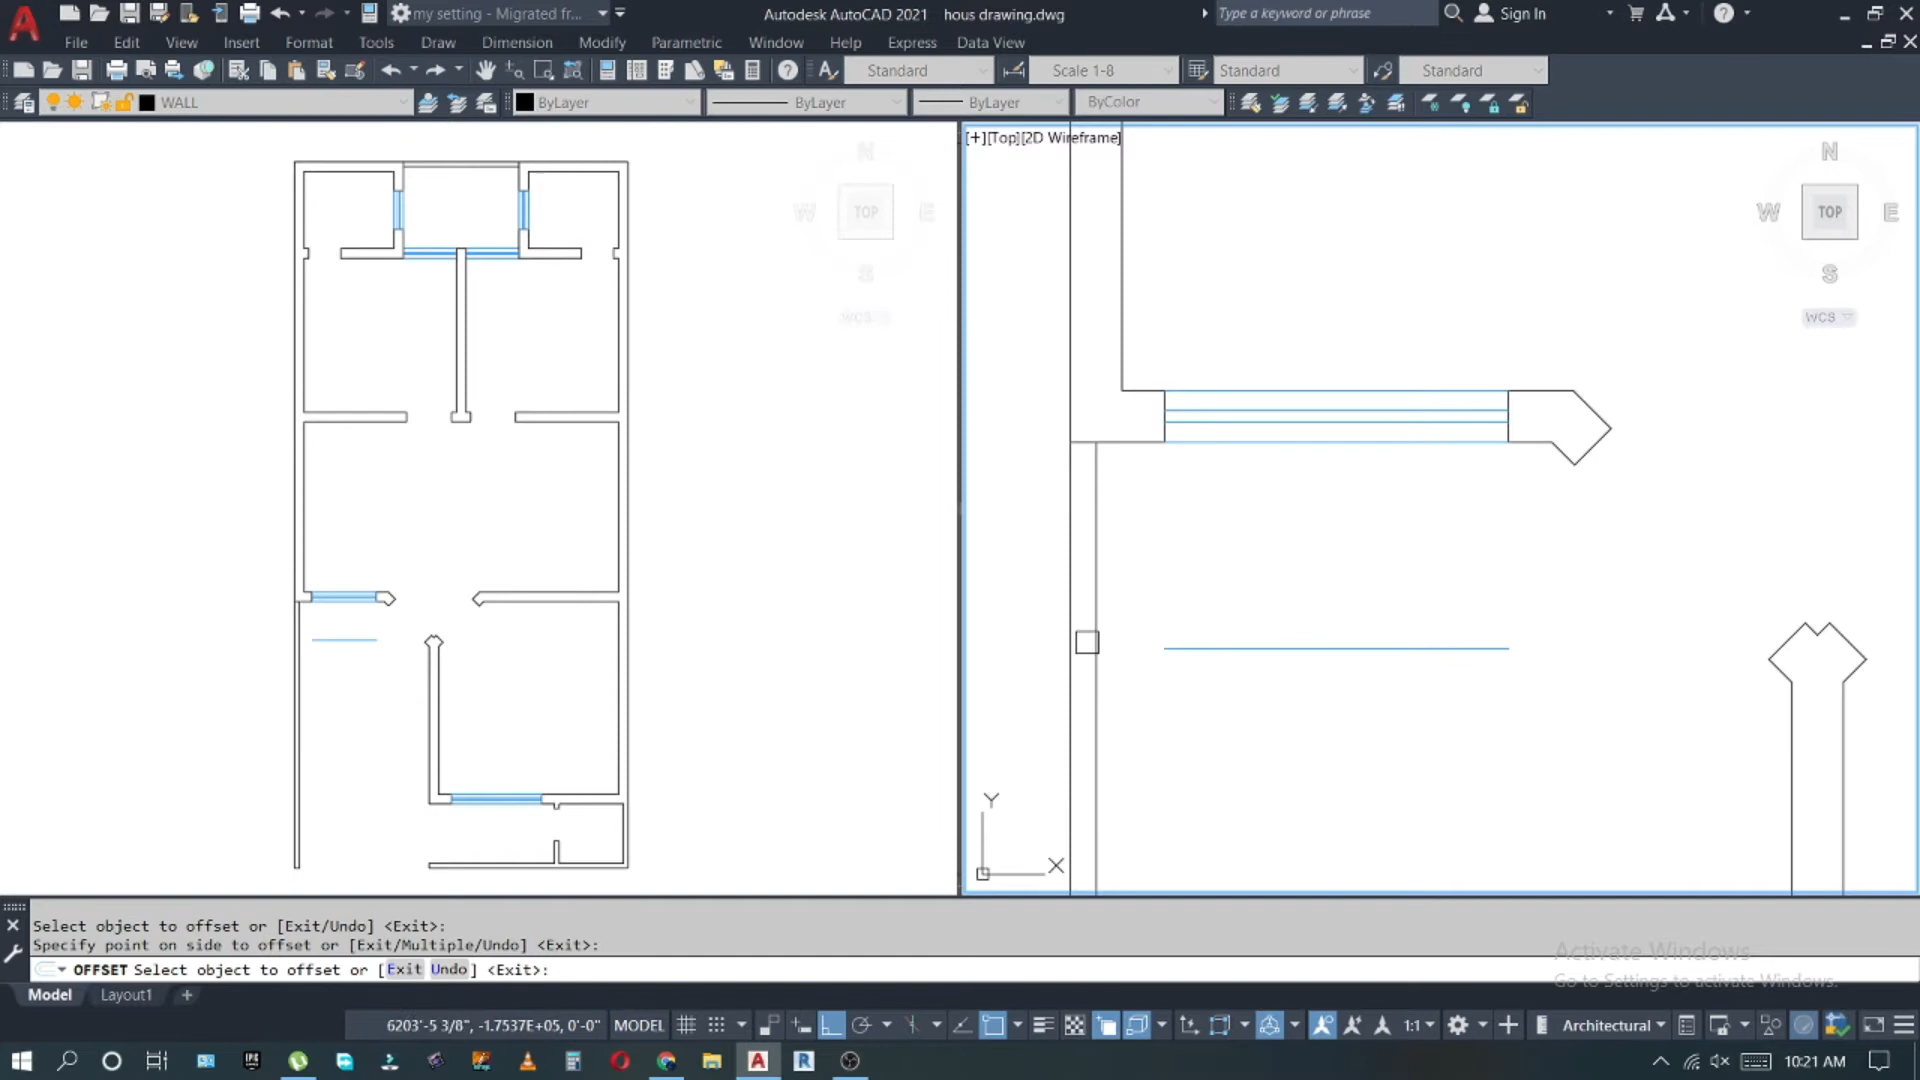 my setting - Migrated fr...
Autodesk AutoCAD 2021 hous drawing.dwg
Type a keyword or phrase
Sign In
File Edit View Insert Format Tools Draw Dimension Modify Parametric Window Help Express Data View
Standard Scale 1-8 Standard Standard
WALL ByLayer ByLayer ByLayer ByColor
[+][Top][2D Wireframe]
N
W TOP E
S
WCS
N
W TOP E
S
WCS
Y
X
Select object to offset or [Exit/Undo] <Exit>:
Specify point on side to offset or [Exit/Multiple/Undo] <Exit>:
OFFSET Select object to offset or [Exit Undo] <Exit>:
Activate Windows
Go to Settings to activate Windows.
Model Layout1 +
6203'-5 3/8", -1.7537E+05, 0'-0" MODEL 1:1 Architectural
10:21 AM